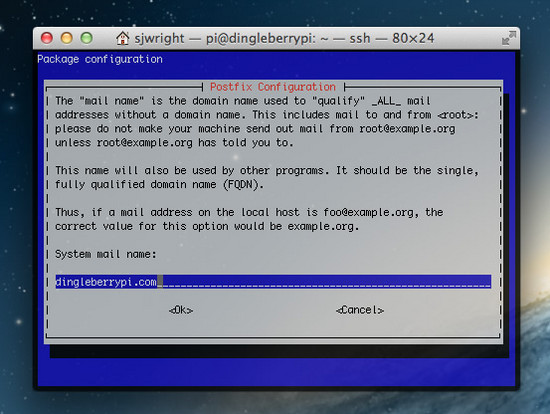 sjwright — pi@dingleberrypi: ~ — ssh — 80×24
Package configuration
Postfix Configuration
The "mail name" is the domain name used to "qualify" _ALL_ mail
addresses without a domain name. This includes mail to and from <root>:
please do not make your machine send out mail from root@example.org
unless root@example.org has told you to.
This name will also be used by other programs. It should be the single,
fully qualified domain name (FQDN).
Thus, if a mail address on the local host is foo@example.org, the
correct value for this option would be example.org.
System mail name:
dingleberrypi.com
<Ok> <Cancel>